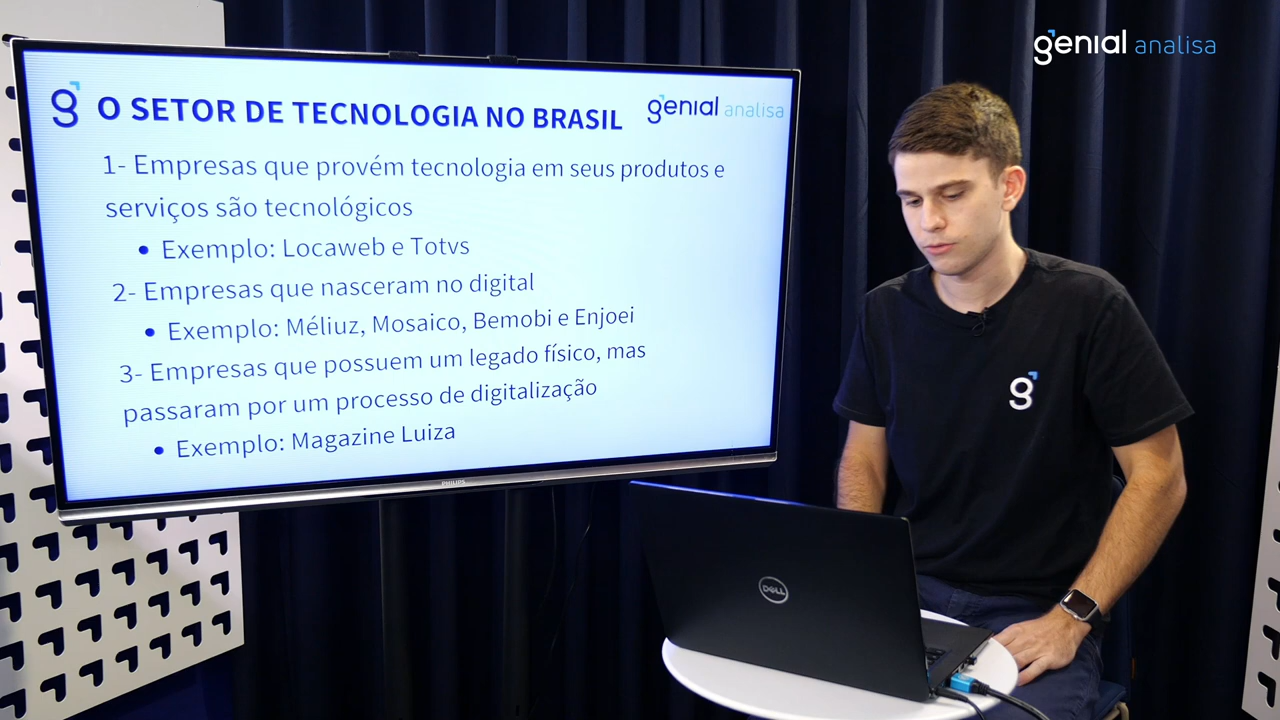 genial analisa
g O SETOR DE TECNOLOGIA NO BRASIL genial analisa
1- Empresas que provém tecnologia em seus produtos e
serviços são tecnológicos
• Exemplo: Locaweb e Totvs
2- Empresas que nasceram no digital
• Exemplo: Méliuz, Mosaico, Bemobi e Enjoei
3- Empresas que possuem um legado físico, mas
passaram por um processo de digitalização
• Exemplo: Magazine Luiza
PHILIPS
g
DELL